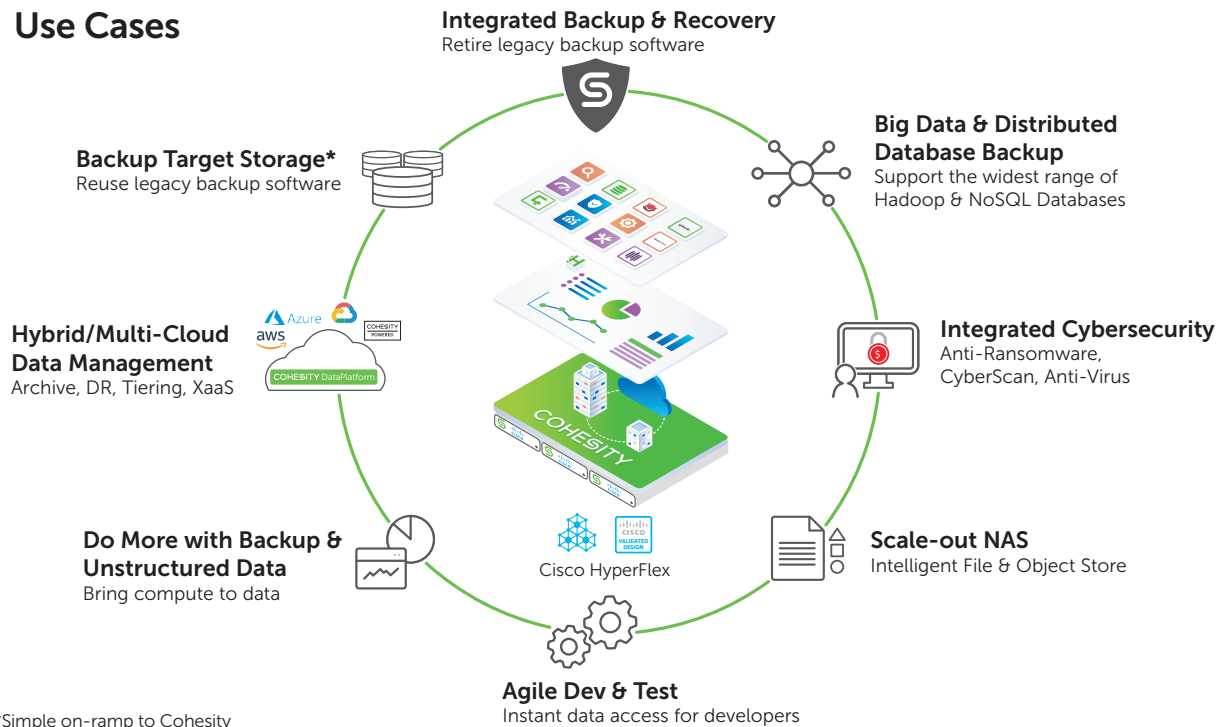 Use Cases
Integrated Backup & Recovery
Retire legacy backup software
Big Data & Distributed
Database Backup
Support the widest range of
Hadoop & NoSQL Databases
Integrated Cybersecurity
Anti-Ransomware,
CyberScan, Anti-Virus
Scale-out NAS
Intelligent File & Object Store
Agile Dev & Test
Instant data access for developers
Do More with Backup &
Unstructured Data
Bring compute to data
Hybrid/Multi-Cloud
Data Management
Archive, DR, Tiering, XaaS
Azure
aws
COHESITY
POWERED
COHESITY DataPlatform
Backup Target Storage*
Reuse legacy backup software
COHESITY
CISCO
VALIDATED
DESIGN
Cisco HyperFlex
*Simple on-ramp to Cohesity